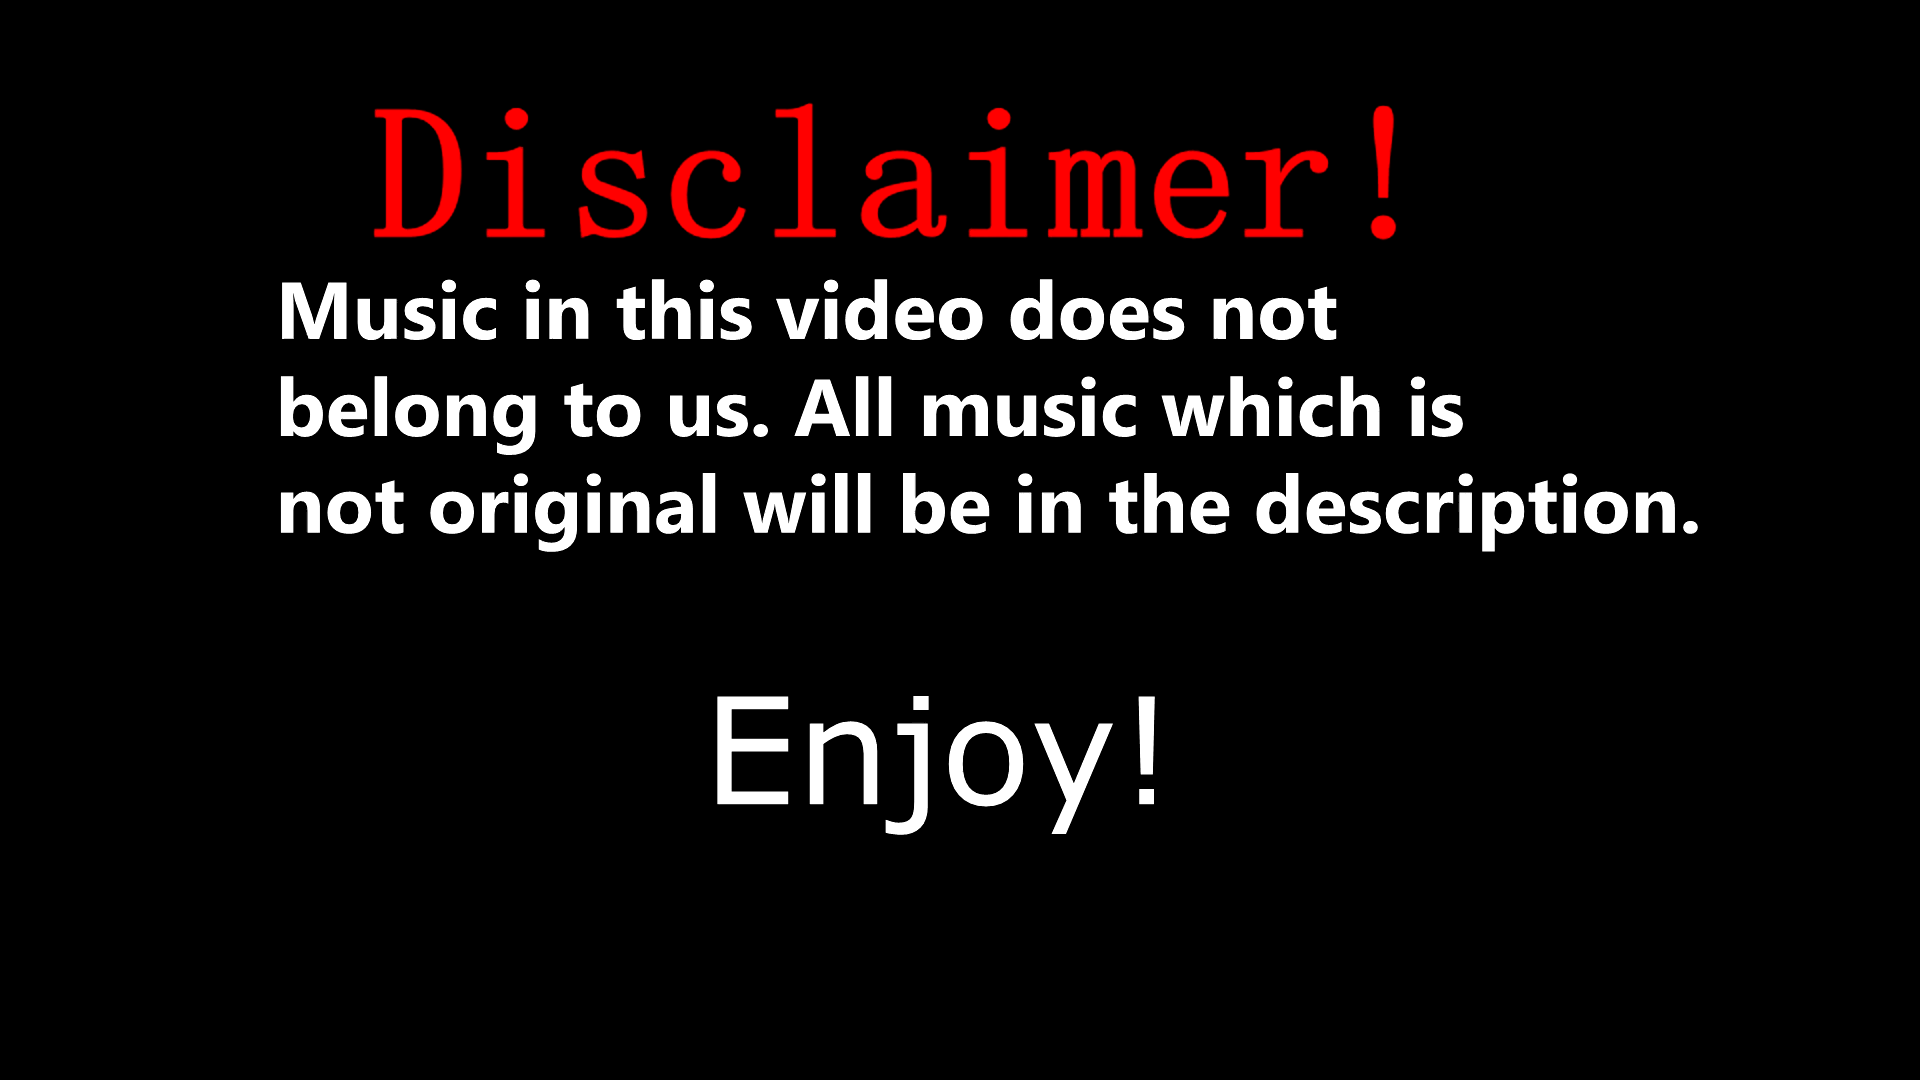 Disclaimer!
Music in this video does not
belong to us. All music which is
not original will be in the description.
Enjoy!